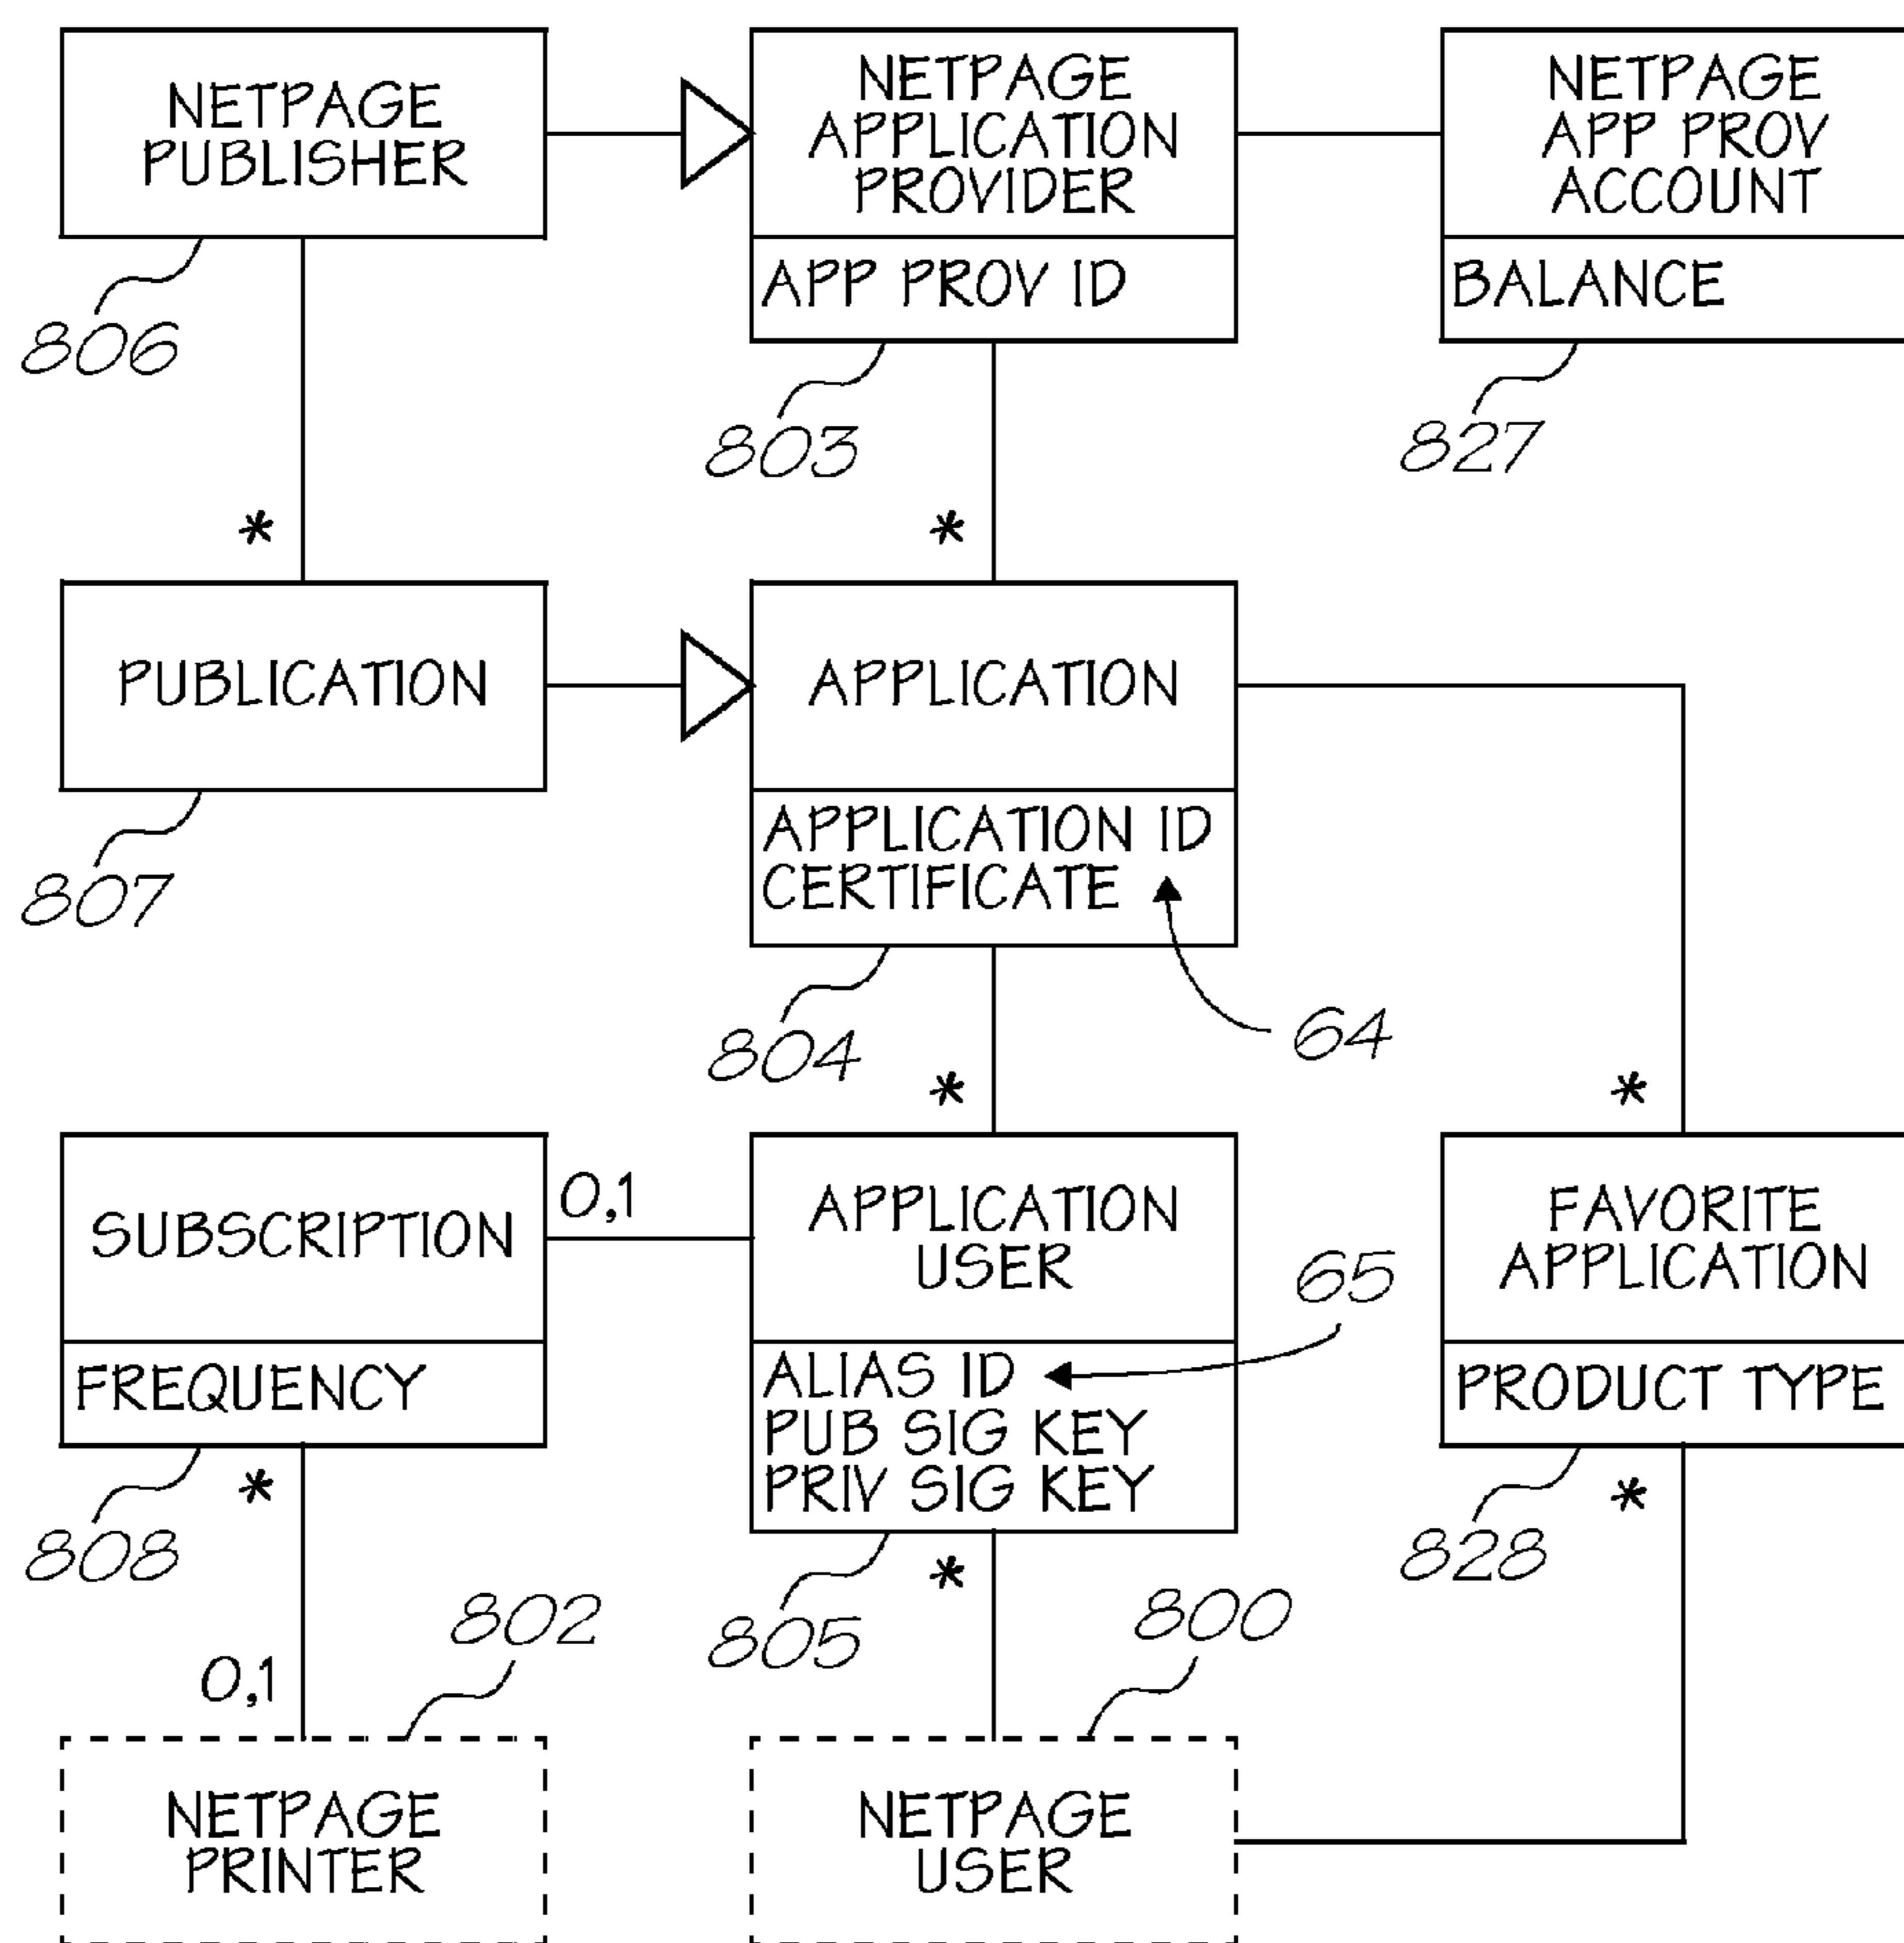 NETPAGE
PUBLISHER
806
NETPAGE
APPLICATION
PROVIDER
APP PROV ID
803
NETPAGE
APP PROV
ACCOUNT
BALANCE
827
*
*
PUBLICATION
807
APPLICATION
APPLICATION ID
CERTIFICATE
64
804
*
*
SUBSCRIPTION
FREQUENCY
808
0,1
APPLICATION
USER
ALIAS ID
PUB SIG KEY
PRIV SIG KEY
65
805
FAVORITE
APPLICATION
PRODUCT TYPE
828
*
*
*
0,1
802
800
NETPAGE
PRINTER
NETPAGE
USER